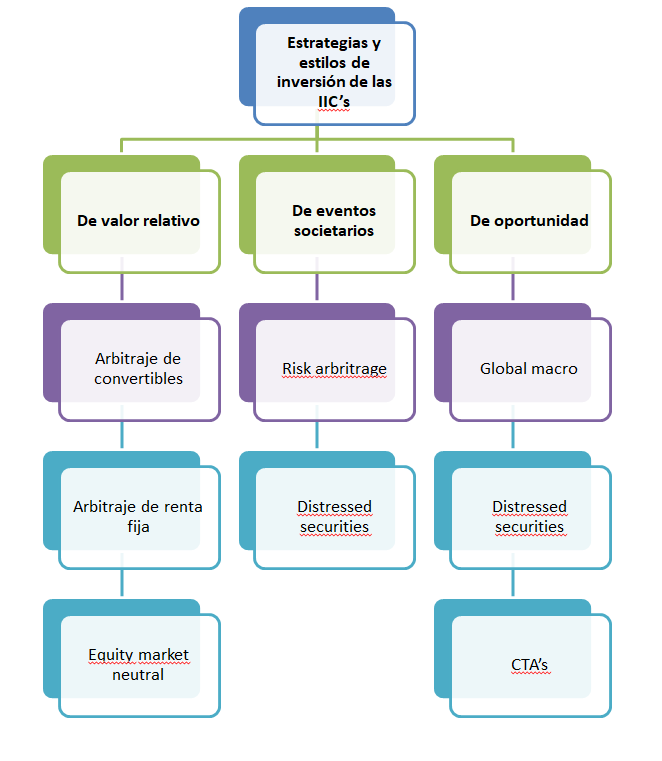 Estrategias y
estilos de
inversión de las
IIC’s
De valor relativo
De eventos
societarios
De oportunidad
Arbitraje de
convertibles
Risk arbritrage
Global macro
Arbitraje de renta
fija
Distressed
securities
Distressed
securities
Equity market
neutral
CTA’s